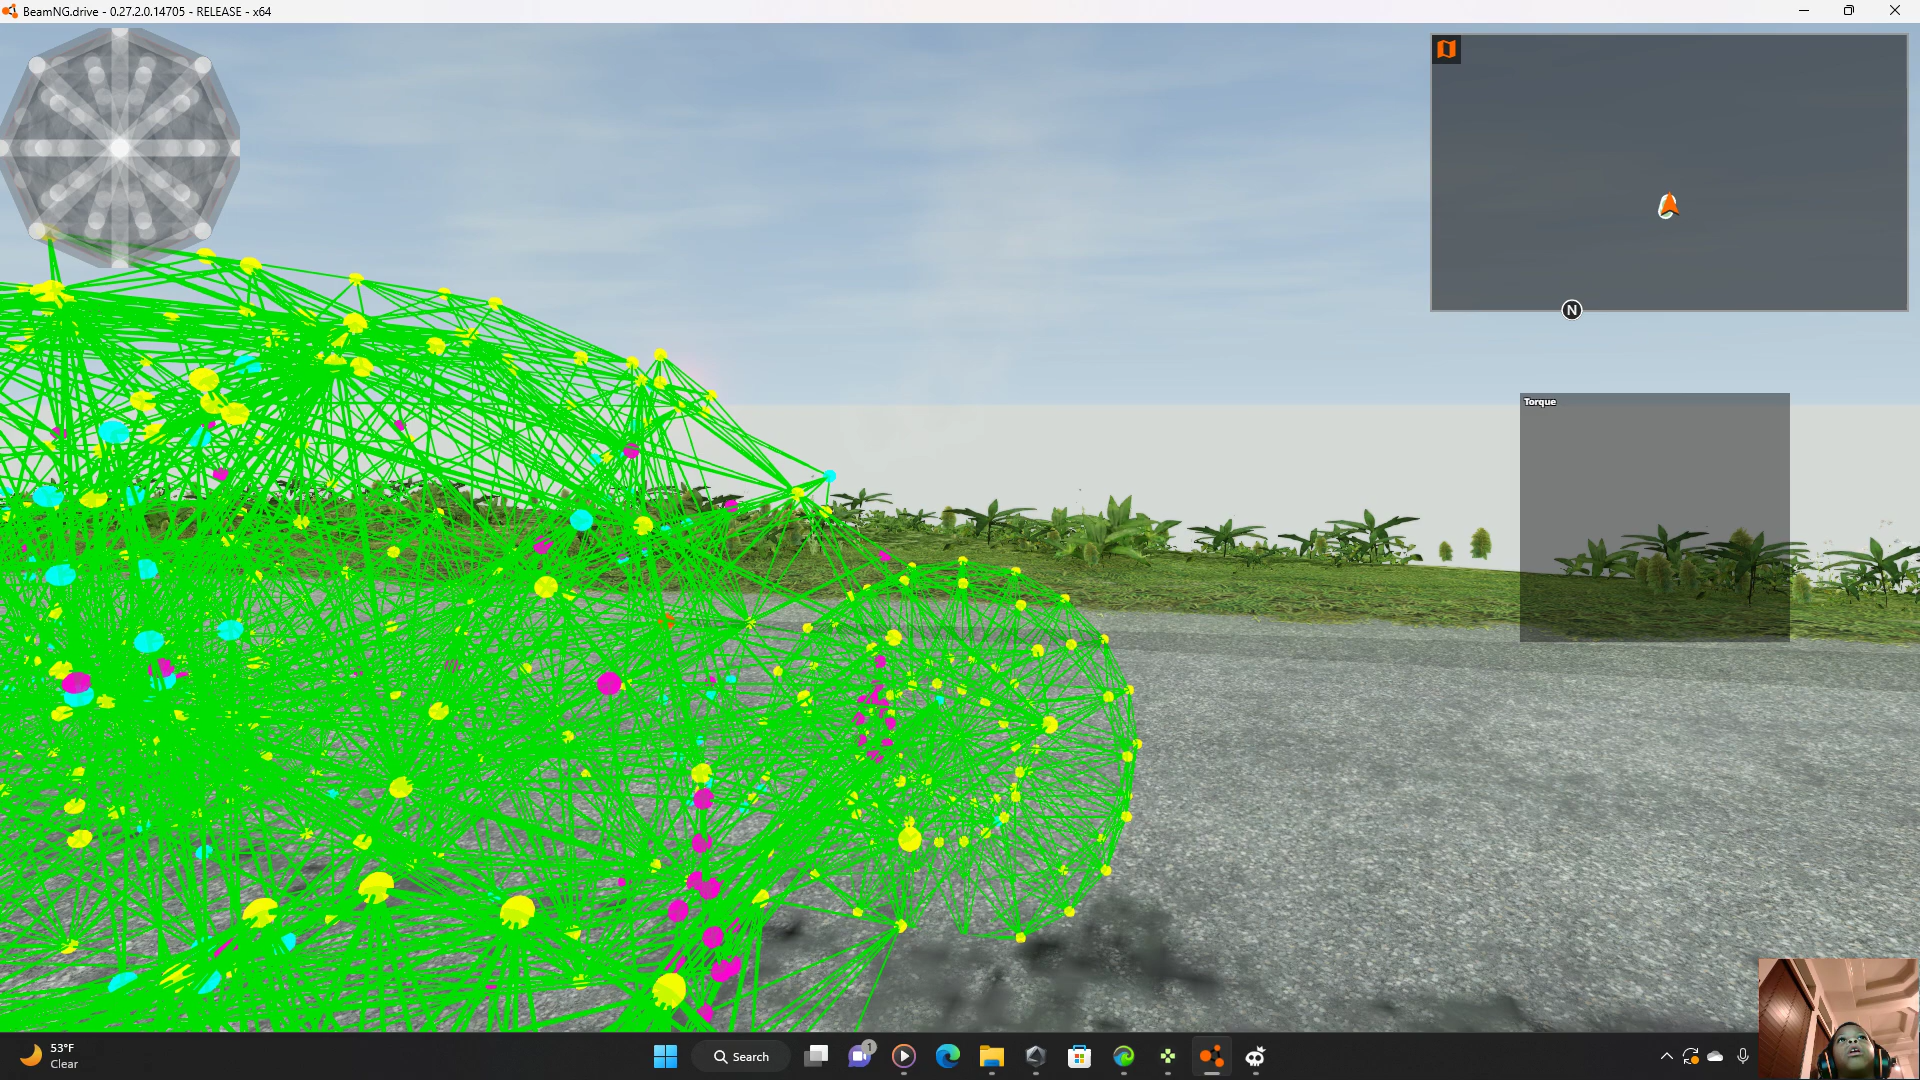 BeamNG.drive - 0.27.2.0.14705 - RELEASE - x64
N
Torque
53°F
Clear
Search
1